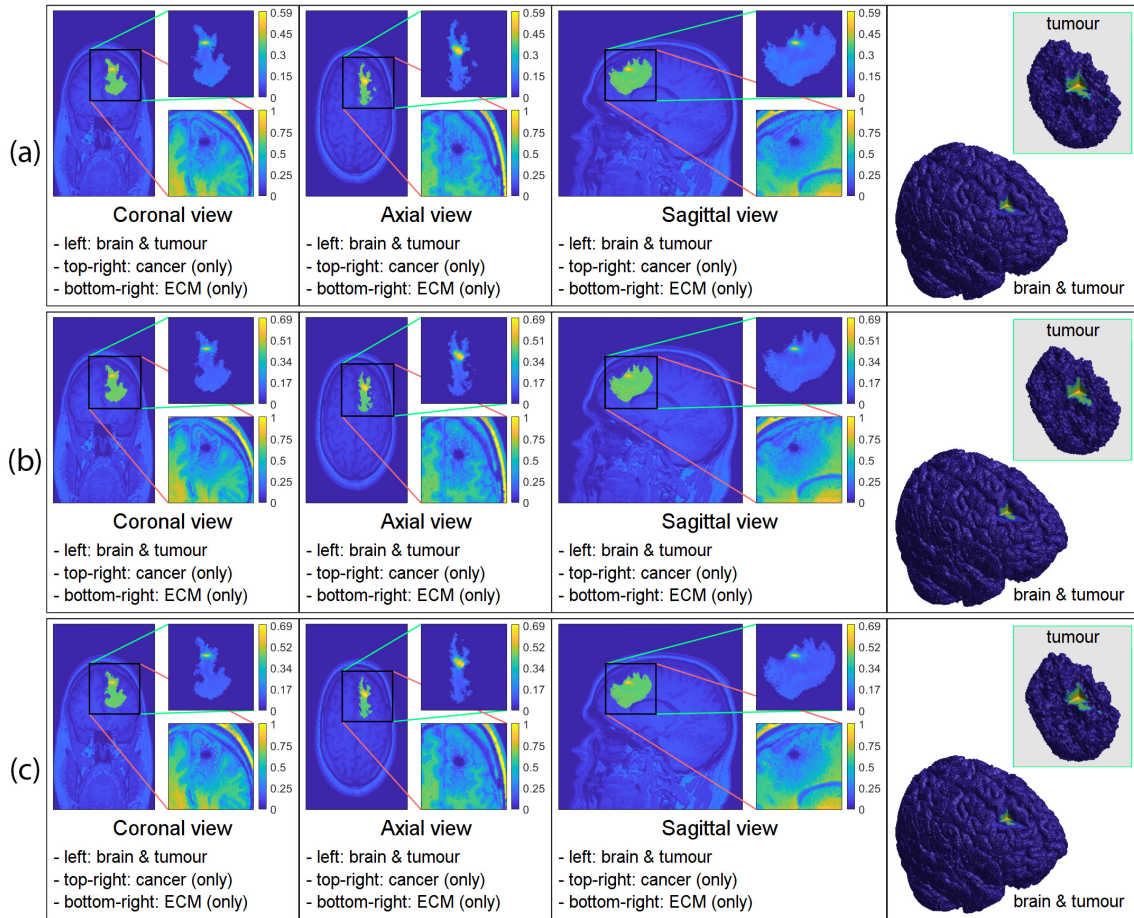 (a)
0.59
0.45
0.3
0.15
0
1
0.75
0.5
0.25
0
Coronal view
- left: brain & tumour
- top-right: cancer (only)
- bottom-right: ECM (only)
0.59
0.45
0.3
0.15
0
1
0.75
0.5
0.25
0
Axial view
- left: brain & tumour
- top-right: cancer (only)
- bottom-right: ECM (only)
0.59
0.45
0.3
0.15
0
1
0.75
0.5
0.25
0
Sagittal view
- left: brain & tumour
- top-right: cancer (only)
- bottom-right: ECM (only)
tumour
brain & tumour
(b)
0.69
0.51
0.34
0.17
0
1
0.75
0.5
0.25
0
Coronal view
- left: brain & tumour
- top-right: cancer (only)
- bottom-right: ECM (only)
0.69
0.51
0.34
0.17
0
1
0.75
0.5
0.25
0
Axial view
- left: brain & tumour
- top-right: cancer (only)
- bottom-right: ECM (only)
0.69
0.51
0.34
0.17
0
1
0.75
0.5
0.25
0
Sagittal view
- left: brain & tumour
- top-right: cancer (only)
- bottom-right: ECM (only)
tumour
brain & tumour
(c)
0.69
0.51
0.34
0.17
0
1
0.75
0.5
0.25
0
Coronal view
- left: brain & tumour
- top-right: cancer (only)
- bottom-right: ECM (only)
0.69
0.51
0.34
0.17
0
1
0.75
0.5
0.25
0
Axial view
- left: brain & tumour
- top-right: cancer (only)
- bottom-right: ECM (only)
0.69
0.51
0.34
0.17
0
1
0.75
0.5
0.25
0
Sagittal view
- left: brain & tumour
- top-right: cancer (only)
- bottom-right: ECM (only)
tumour
brain & tumour